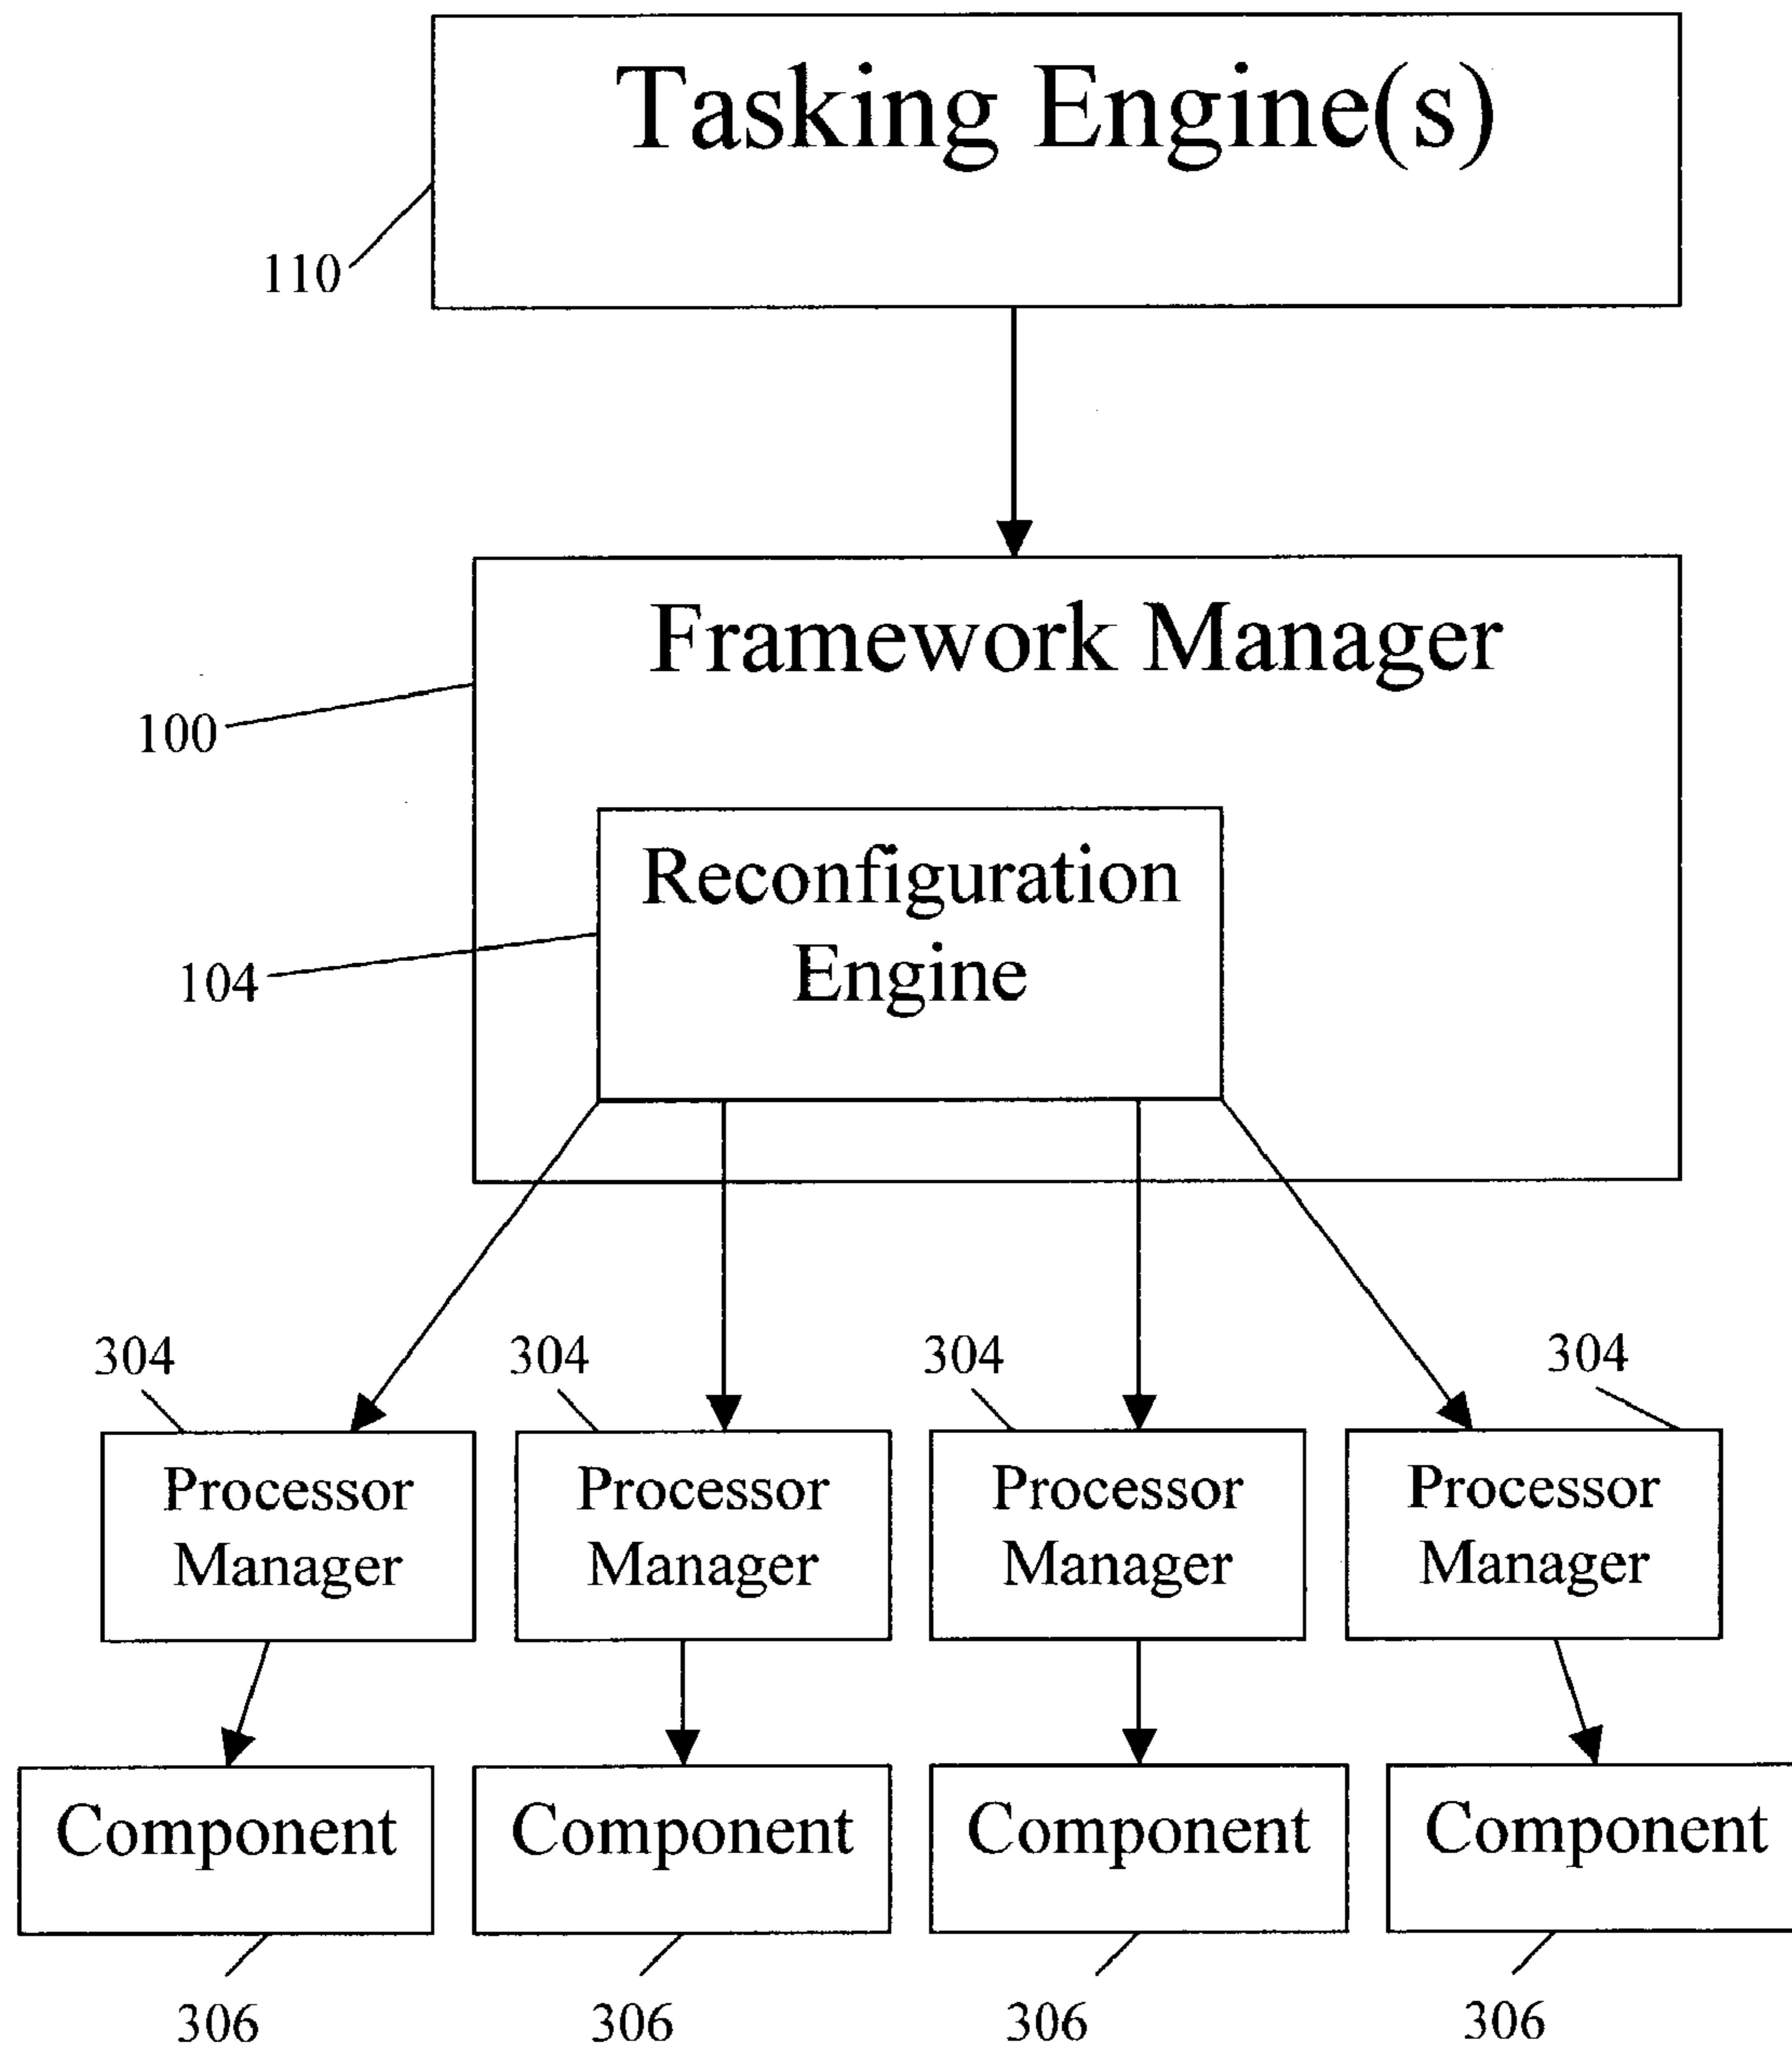 Tasking Engine(s)
110
Framework Manager
100
Reconfiguration
Engine
104
304 304 304 304
Processor Processor Processor Processor
Manager Manager Manager Manager
Component Component Component Component
306 306 306 306